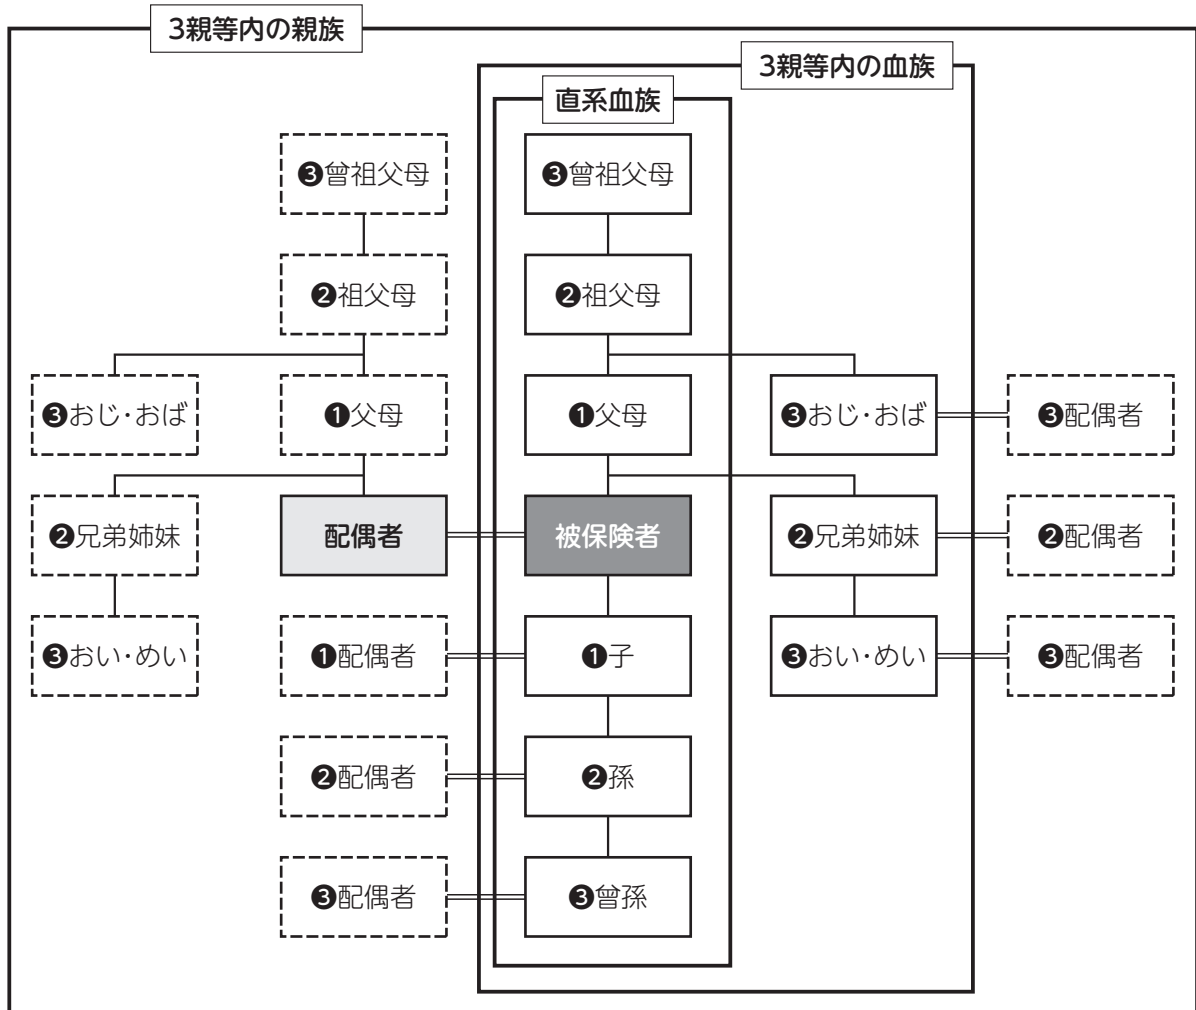 3親等内の親族
3親等内の血族
直系血族
❸曾祖父母
❸曾祖父母
❷祖父母
❷祖父母
❸おじ・おば
❶父母
❶父母
❸おじ・おば
❸配偶者
❷兄弟姉妹
配偶者
被保険者
❷兄弟姉妹
❷配偶者
❸おい・めい
❶配偶者
❶子
❸おい・めい
❸配偶者
❷配偶者
❷孫
❸配偶者
❸曾孫